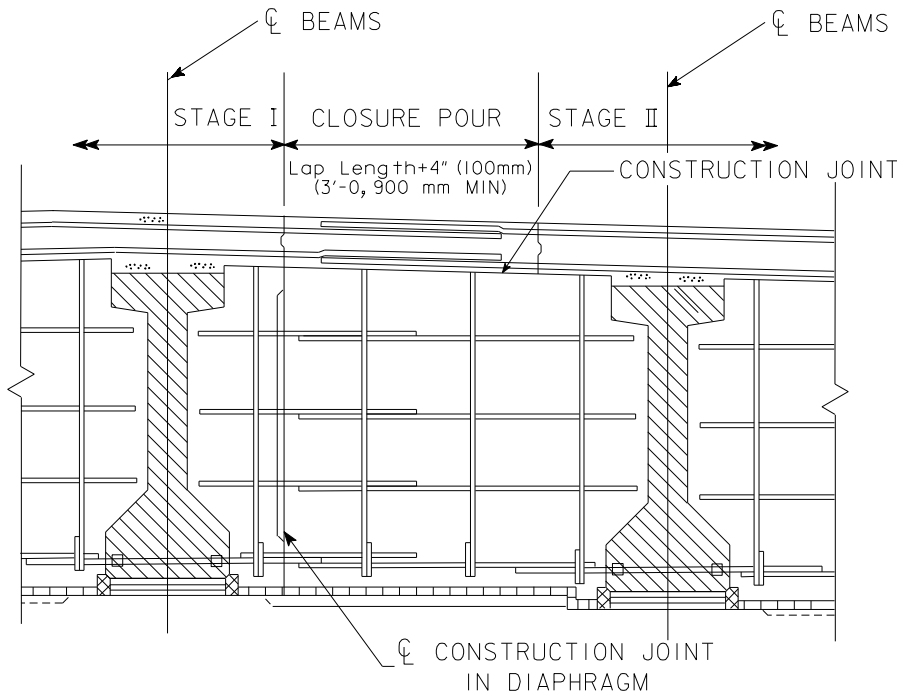 ℄ BEAMS
℄ BEAMS
STAGE I
CLOSURE POUR
STAGE II
Lap Length+4" (100mm)
(3'-0, 900 mm MIN)
CONSTRUCTION JOINT
℄ CONSTRUCTION JOINT
IN DIAPHRAGM